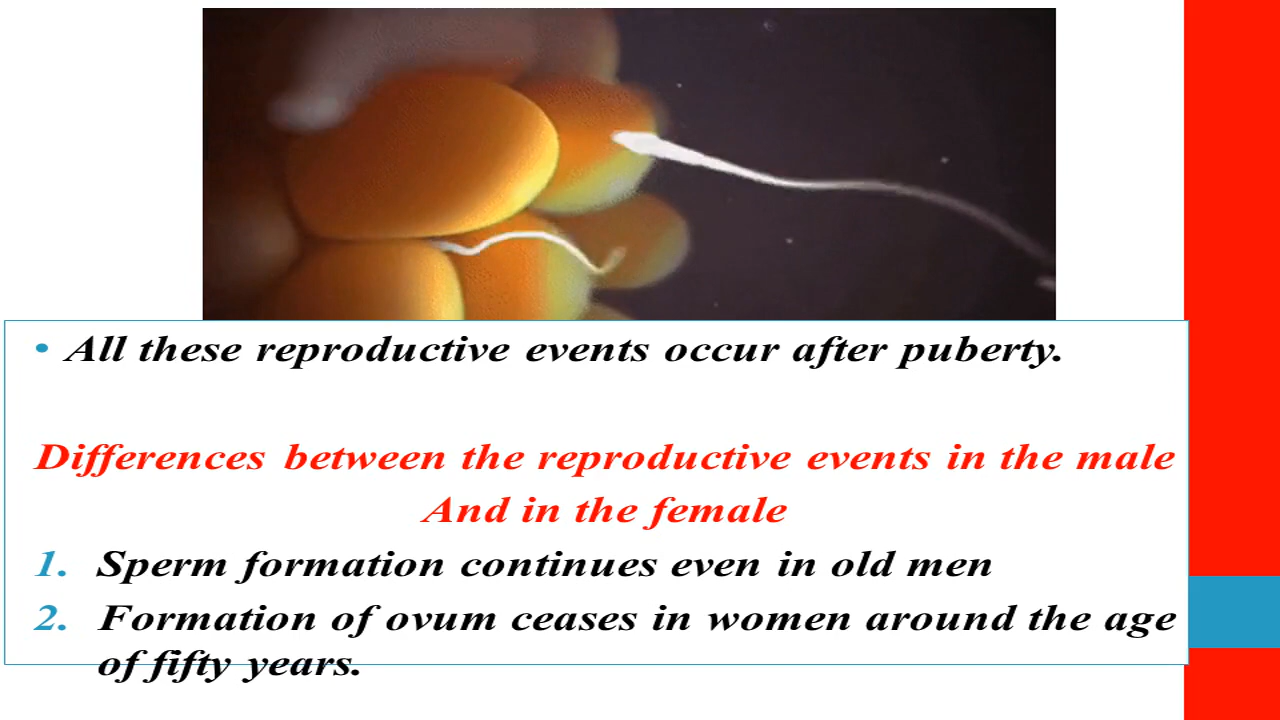 • All these reproductive events occur after puberty.
Differences between the reproductive events in the male
And in the female
1. Sperm formation continues even in old men
2. Formation of ovum ceases in women around the age
of fifty years.